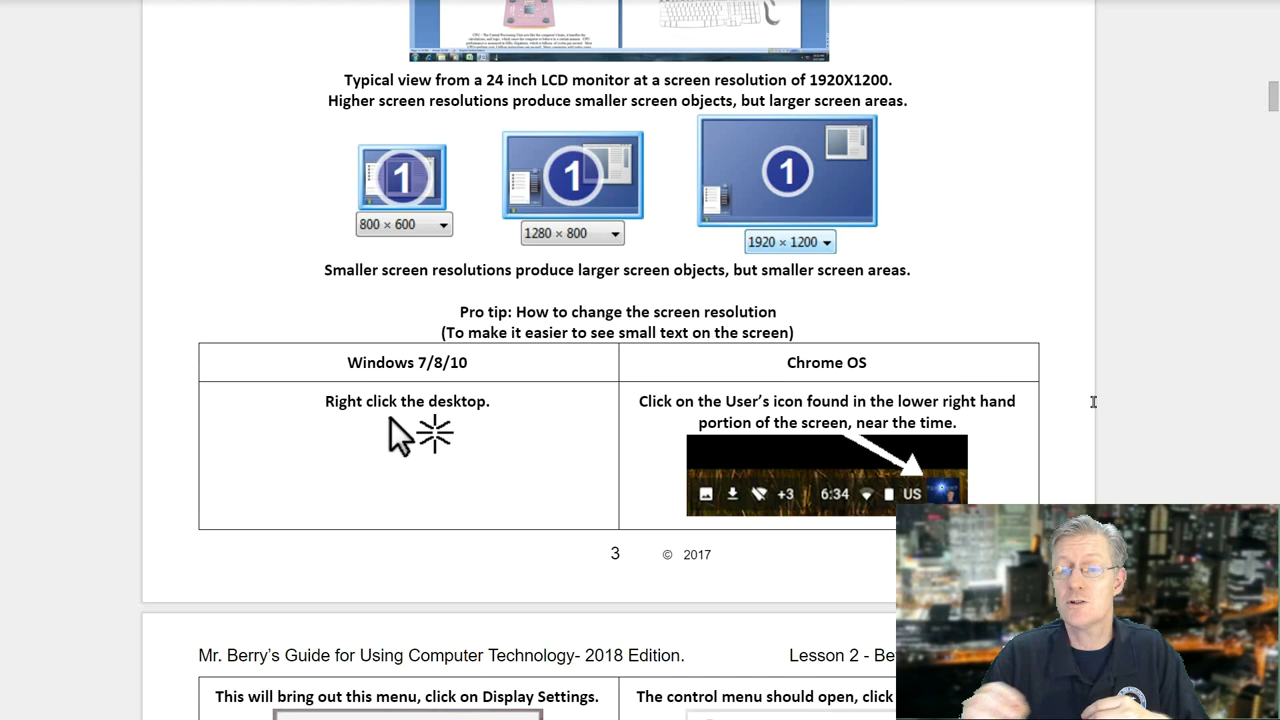 Typical view from a 24 inch LCD monitor at a screen resolution of 1920X1200.
Higher screen resolutions produce smaller screen objects, but larger screen areas.
1
1
1
800 × 600
1280 × 800
1920 × 1200
Smaller screen resolutions produce larger screen objects, but smaller screen areas.
Pro tip: How to change the screen resolution
(To make it easier to see small text on the screen)
Windows 7/8/10
Chrome OS
Right click the desktop.
Click on the User’s icon found in the lower right hand
portion of the screen, near the time.
+3 6:34 US
3 © 2017
Mr. Berry’s Guide for Using Computer Technology- 2018 Edition.
Lesson 2 - Be
This will bring out this menu, click on Display Settings.
The control menu should open, click